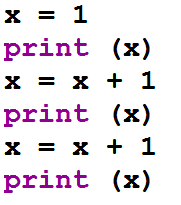 x = 1
print (x)
x = x + 1
print (x)
x = x + 1
print (x)